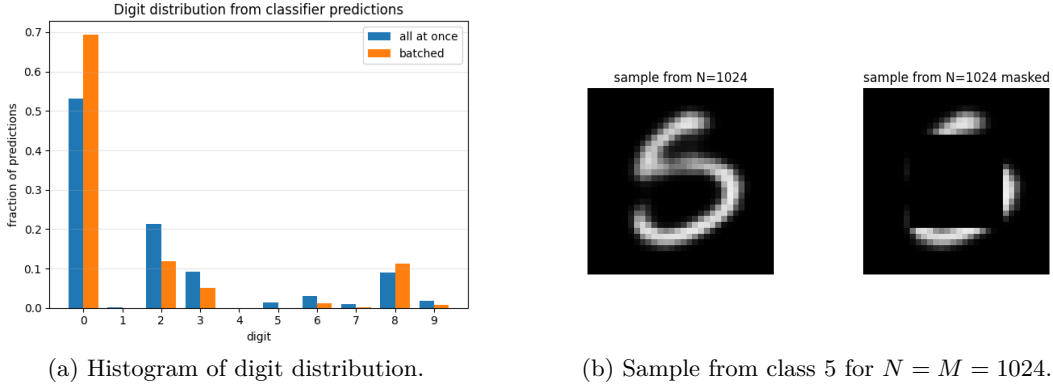 Digit distribution from classifier predictions
fraction of predictions
0.7
0.6
0.5
0.4
0.3
0.2
0.1
0.0
all at once
batched
0 1 2 3 4 5 6 7 8 9
digit
(a) Histogram of digit distribution.
sample from N=1024
sample from N=1024 masked
5
(b) Sample from class 5 for N = M = 1024.